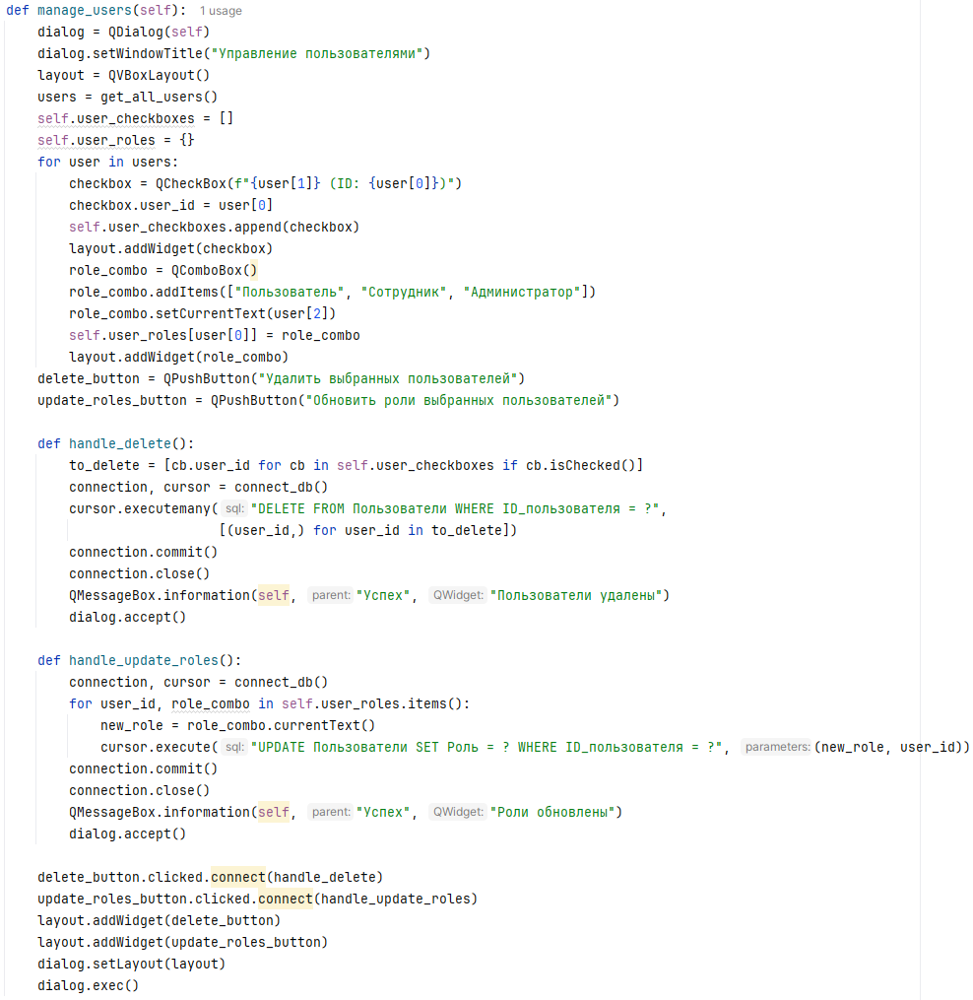 def manage_users(self):  1 usage
    dialog = QDialog(self)
    dialog.setWindowTitle("Управление пользователями")
    layout = QVBoxLayout()
    users = get_all_users()
    self.user_checkboxes = []
    self.user_roles = {}
    for user in users:
        checkbox = QCheckBox(f"{user[1]} (ID: {user[0]})")
        checkbox.user_id = user[0]
        self.user_checkboxes.append(checkbox)
        layout.addWidget(checkbox)
        role_combo = QComboBox()
        role_combo.addItems(["Пользователь", "Сотрудник", "Администратор"])
        role_combo.setCurrentText(user[2])
        self.user_roles[user[0]] = role_combo
        layout.addWidget(role_combo)
    delete_button = QPushButton("Удалить выбранных пользователей")
    update_roles_button = QPushButton("Обновить роли выбранных пользователей")

    def handle_delete():
        to_delete = [cb.user_id for cb in self.user_checkboxes if cb.isChecked()]
        connection, cursor = connect_db()
        cursor.executemany( sql: "DELETE FROM Пользователи WHERE ID_пользователя = ?",
                           [(user_id,) for user_id in to_delete])
        connection.commit()
        connection.close()
        QMessageBox.information(self, parent: "Успех", QWidget: "Пользователи удалены")
        dialog.accept()

    def handle_update_roles():
        connection, cursor = connect_db()
        for user_id, role_combo in self.user_roles.items():
            new_role = role_combo.currentText()
            cursor.execute( sql: "UPDATE Пользователи SET Роль = ? WHERE ID_пользователя = ?", parameters: (new_role, user_id))
        connection.commit()
        connection.close()
        QMessageBox.information(self, parent: "Успех", QWidget: "Роли обновлены")
        dialog.accept()

    delete_button.clicked.connect(handle_delete)
    update_roles_button.clicked.connect(handle_update_roles)
    layout.addWidget(delete_button)
    layout.addWidget(update_roles_button)
    dialog.setLayout(layout)
    dialog.exec()